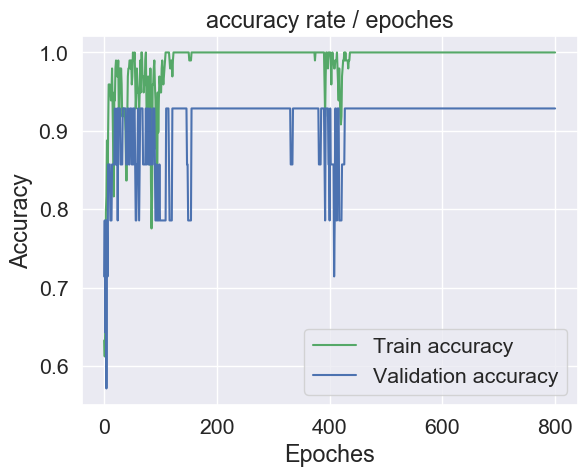 accuracy rate / epoches
1.0
0.9
0.8
0.7
0.6
Accuracy
0 200 400 600 800
Epoches
Train accuracy
Validation accuracy